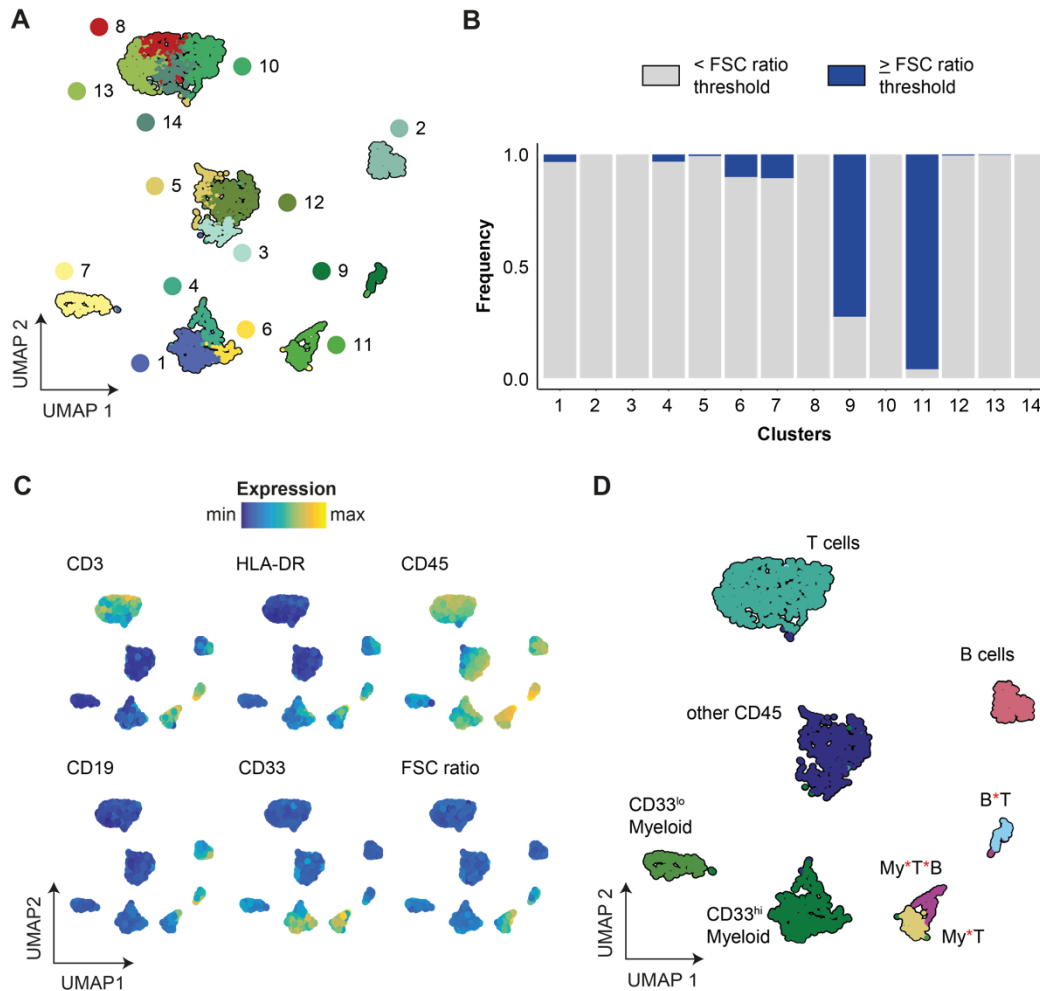 A
8
10
13
14
2
5
12
3
7
4
9
6
11
1
UMAP 2
UMAP 1
B
< FSC ratio
threshold
≥ FSC ratio
threshold
1.0
0.5
0.0
Frequency
1 2 3 4 5 6 7 8 9 10 11 12 13 14
Clusters
C
Expression
min max
CD3 HLA-DR CD45
CD19 CD33 FSC ratio
UMAP2
UMAP1
D
T cells
B cells
other CD45
B*T
CD33lo
Myeloid
My*T*B
CD33hi
Myeloid
My*T
UMAP 2
UMAP 1